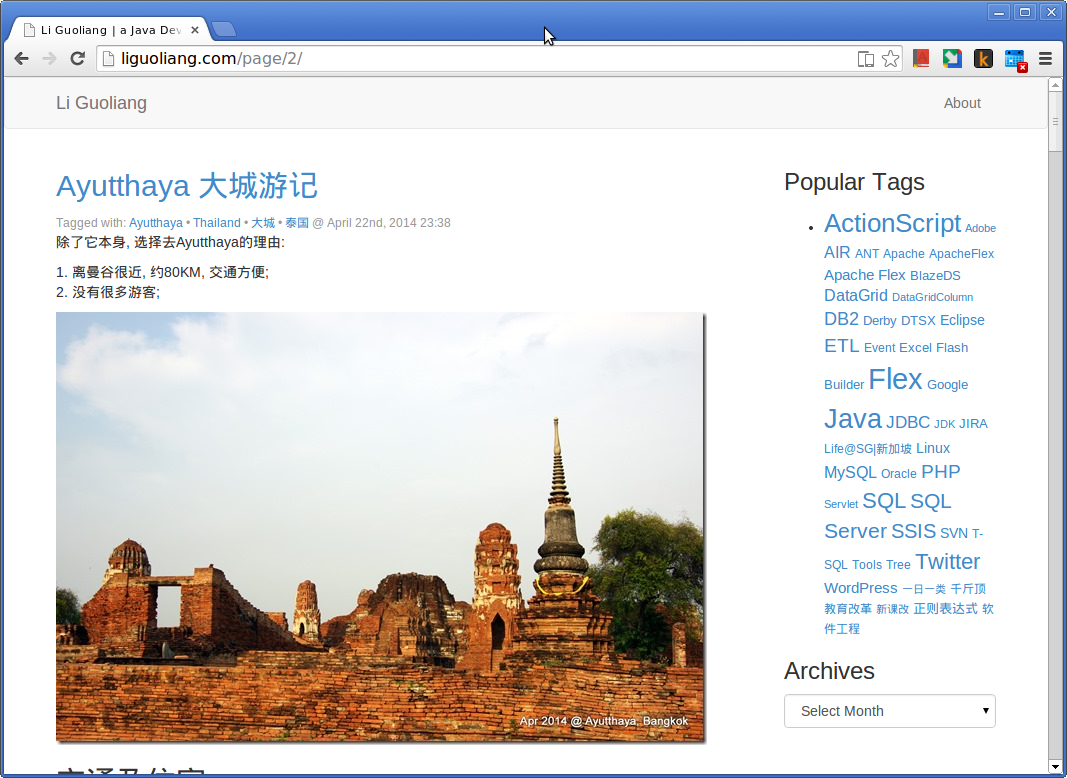 Li Guoliang | a Java Dev
liguoliang.com/page/2/
Li Guoliang
About
Ayutthaya 大城游记
Tagged with: Ayutthaya • Thailand • 大城 • 泰国 @ April 22nd, 2014 23:38
除了它本身, 选择去Ayutthaya的理由:
1. 离曼谷很近, 约80KM, 交通方便;
2. 没有很多游客;
Apr 2014 @ Ayutthaya, Bangkok
交通及住宿
Popular Tags
ActionScript Adobe
AIR ANT Apache ApacheFlex
Apache Flex BlazeDS
DataGrid DataGridColumn
DB2 Derby DTSX Eclipse
ETL Event Excel Flash
Builder Flex Google
Java JDBC JDK JIRA
Life@SG|新加坡 Linux
MySQL Oracle PHP
Servlet SQL SQL
Server SSIS SVN T-
SQL Tools Tree Twitter
WordPress 一日一类 千斤顶
教育改革 新课改 正则表达式 软
件工程
Archives
Select Month